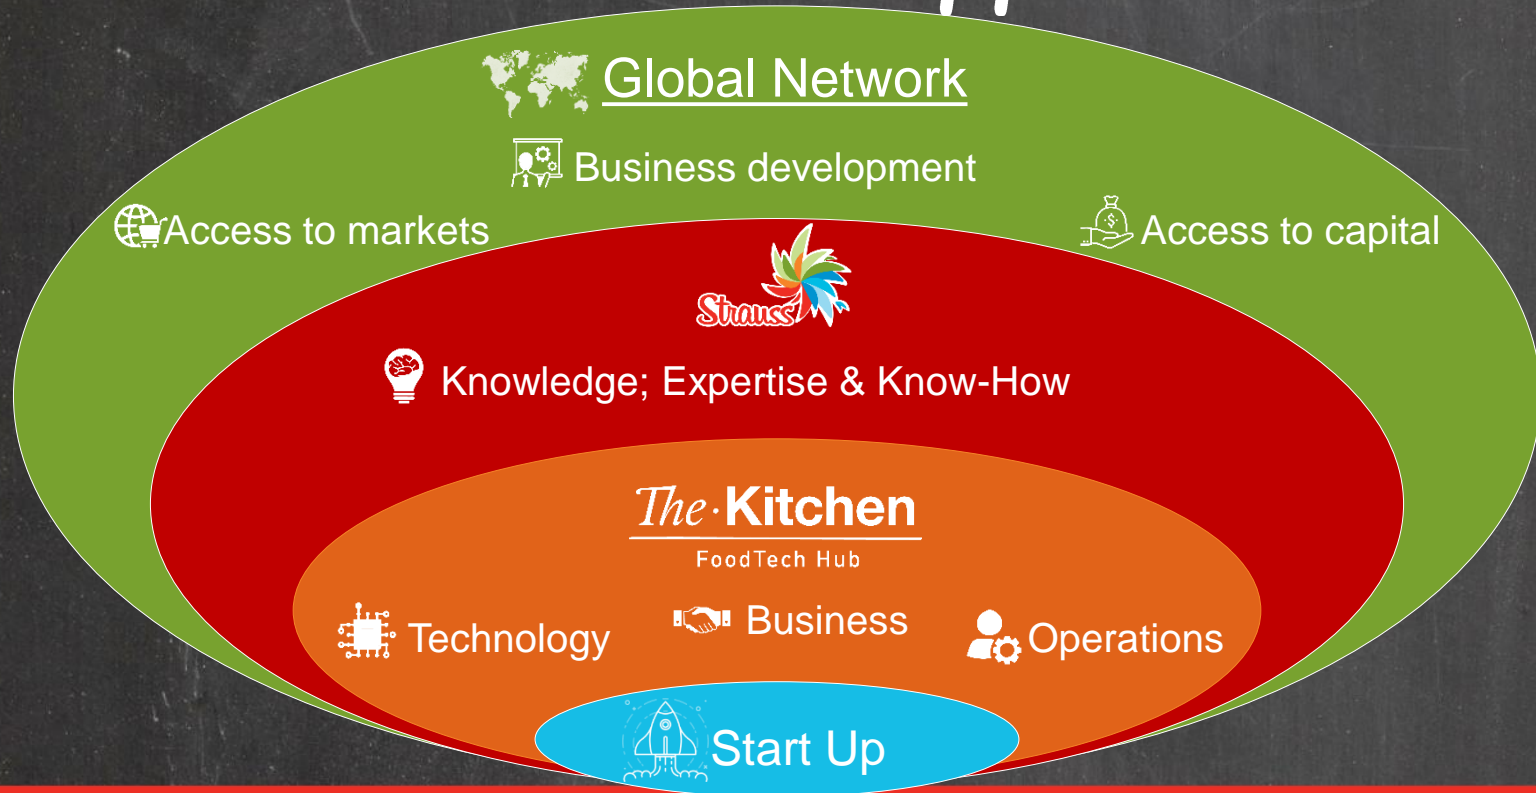 Global Network
Business development
Access to markets
Access to capital
Strauss
Knowledge; Expertise & Know-How
The·Kitchen
FoodTech Hub
Technology
Business
Operations
Start Up